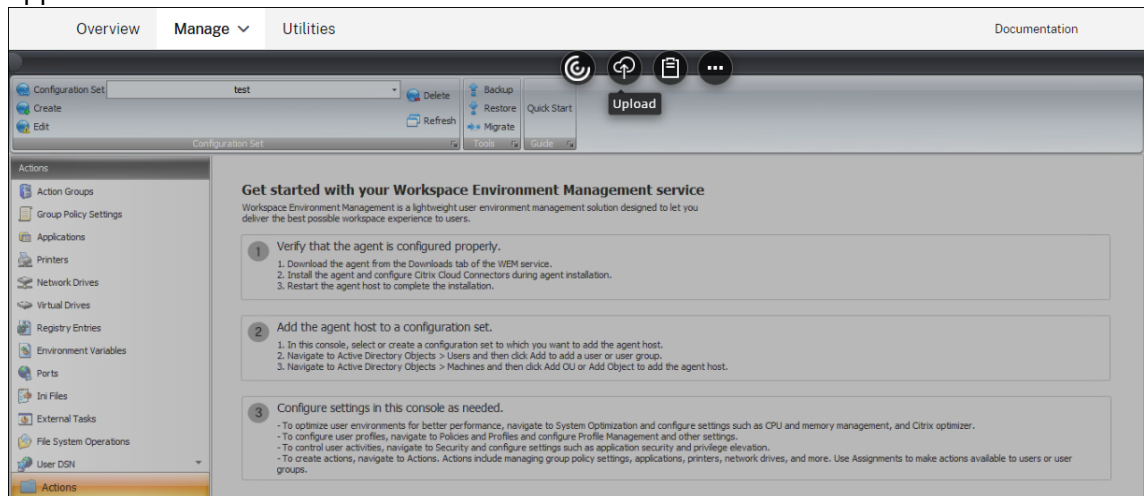 Overview Manage Utilities Documentation
Configuration Set test Delete Backup
Create Restore Quick Start Upload
Edit Refresh Migrate
Configuration Set Tools Guide
Actions
Action Groups
Group Policy Settings
Applications
Printers
Network Drives
Virtual Drives
Registry Entries
Environment Variables
Ports
Ini Files
External Tasks
File System Operations
User DSN
Actions
Get started with your Workspace Environment Management service
Workspace Environment Management is a lightweight user environment management solution designed to let you
deliver the best possible workspace experience to users.
1 Verify that the agent is configured properly.
1. Download the agent from the Downloads tab of the WEM service.
2. Install the agent and configure Citrix Cloud Connectors during agent installation.
3. Restart the agent host to complete the installation.
2 Add the agent host to a configuration set.
1. In this console, select or create a configuration set to which you want to add the agent host.
2. Navigate to Active Directory Objects > Users and then click Add to add a user or user group.
3. Navigate to Active Directory Objects > Machines and then click Add OU or Add Object to add the agent host.
3 Configure settings in this console as needed.
- To optimize user environments for better performance, navigate to System Optimization and configure settings such as CPU and memory management, and Citrix optimizer.
- To configure user profiles, navigate to Policies and Profiles and configure Profile Management and other settings.
- To control user activities, navigate to Security and configure settings such as application security and privilege elevation.
- To create actions, navigate to Actions. Actions include managing group policy settings, applications, printers, network drives, and more. Use Assignments to make actions available to users or user
groups.